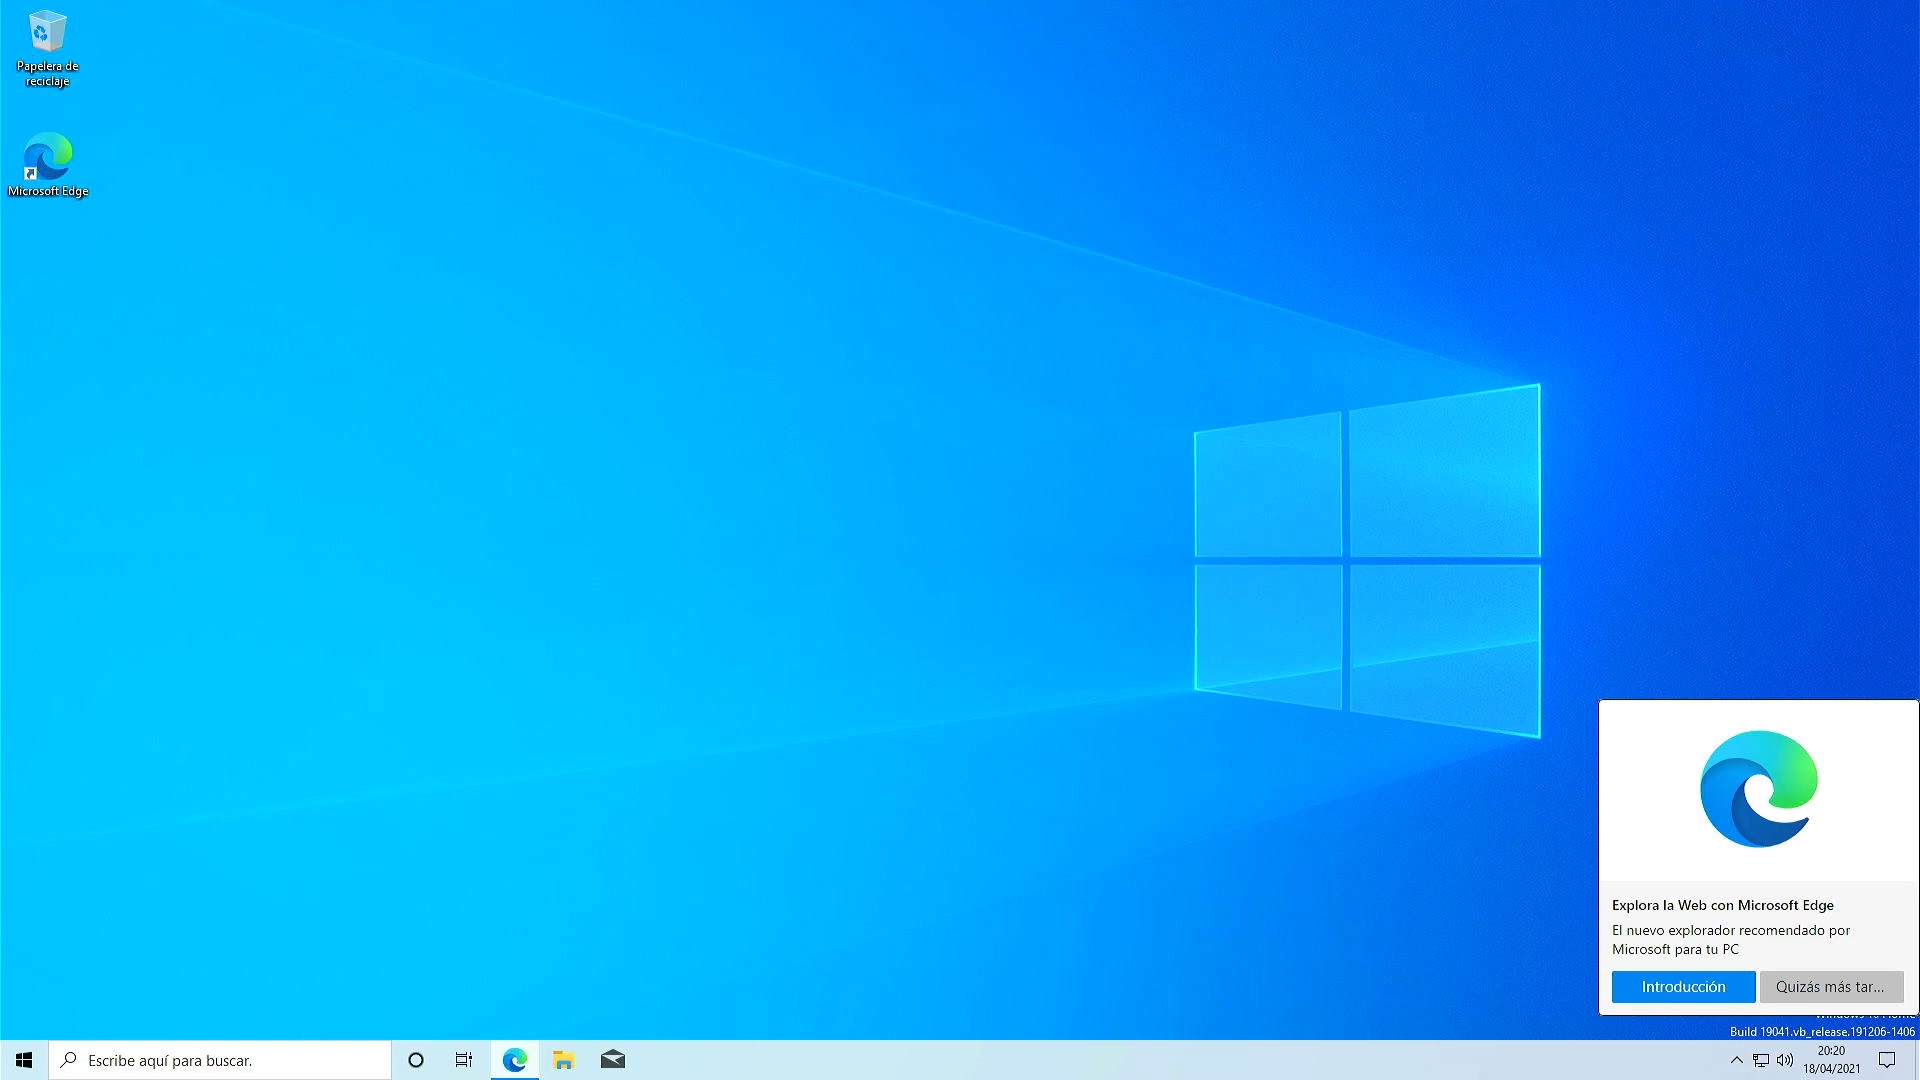 Papelera de
reciclaje
Microsoft Edge
Explora la Web con Microsoft Edge
El nuevo explorador recomendado por
Microsoft para tu PC
Introducción
Quizás más tar...
Build 19041.vb_release.191206-1406
Escribe aquí para buscar.
20:20
18/04/2021